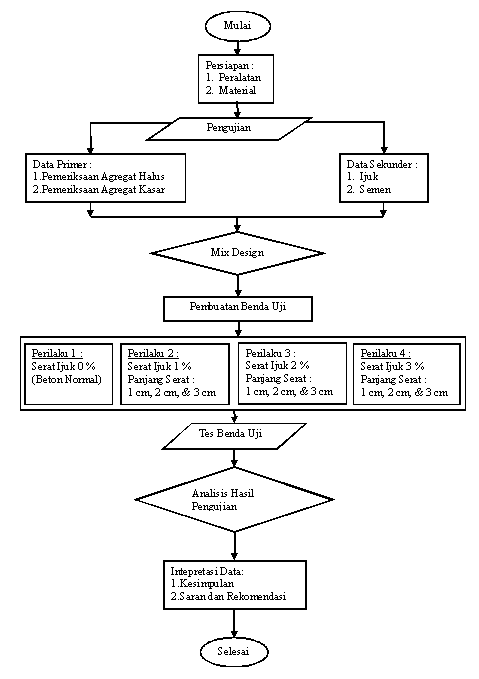 Mulai
Persiapan :
1. Peralatan
2. Material
Pengujian
Data Primer :
1.Pemeriksaan Agregat Halus
2.Pemeriksaan Agregat Kasar
Data Sekunder :
1. Ijuk
2. Semen
Mix Design
Pembuatan Benda Uji
Perilaku 1 :
Serat Ijuk 0 %
(Beton Normal)
Perilaku 2 :
Serat Ijuk 1 %
Panjang Serat :
1 cm, 2 cm, & 3 cm
Perilaku 3 :
Serat Ijuk 2 %
Panjang Serat :
1 cm, 2 cm, & 3 cm
Perilaku 4 :
Serat Ijuk 3 %
Panjang Serat :
1 cm, 2 cm, & 3 cm
Tes Benda Uji
Analisis Hasil
Pengujian
Intepretasi Data:
1.Kesimpulan
2.Saran dan Rekomendasi
Selesai